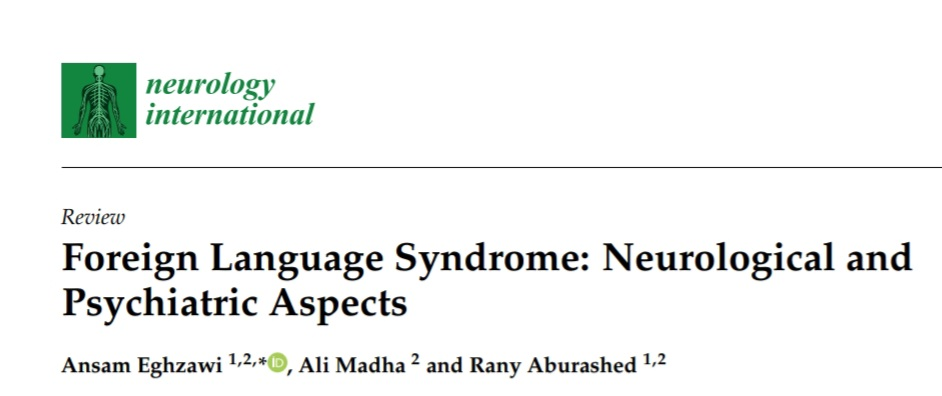 neurology
international
Review
Foreign Language Syndrome: Neurological and
Psychiatric Aspects
Ansam Eghzawi 1,2,* iD, Ali Madha 2 and Rany Aburashed 1,2